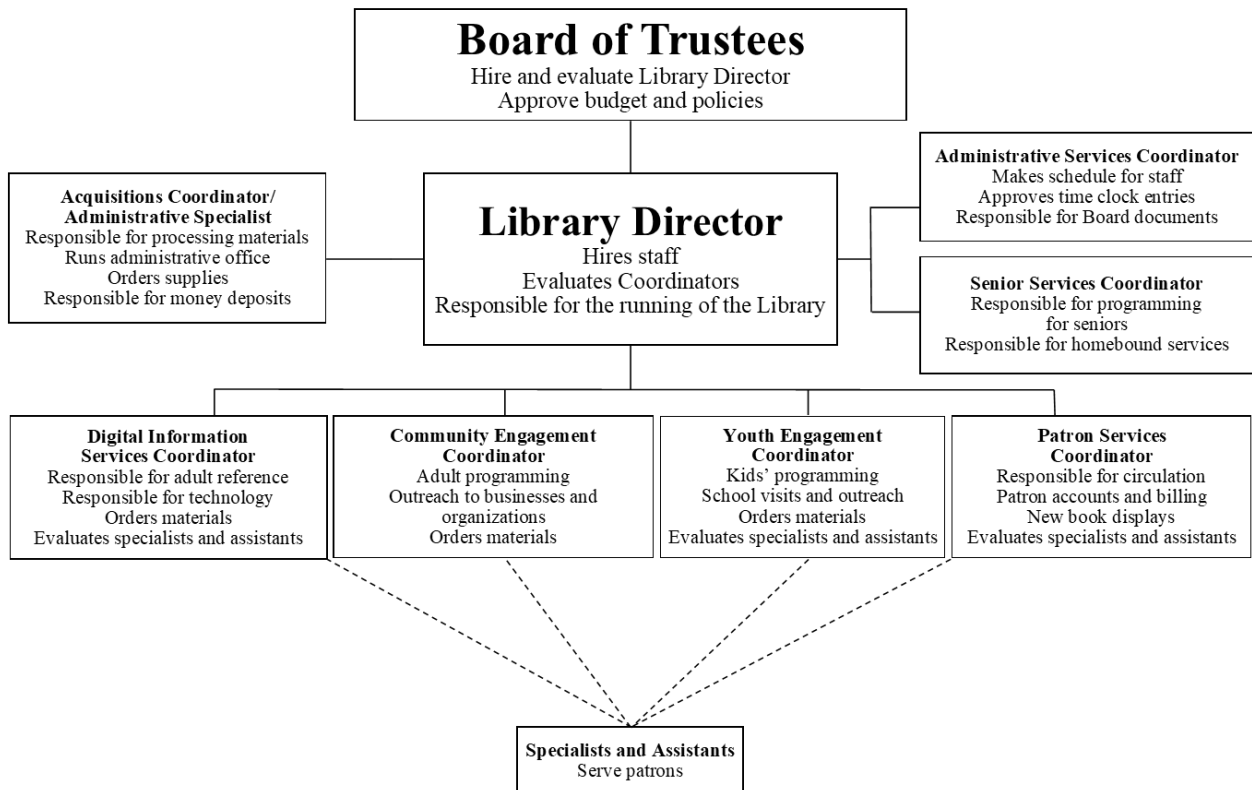 Board of Trustees
Hire and evaluate Library Director
Approve budget and policies
Acquisitions Coordinator/
Administrative Specialist
Responsible for processing materials
Runs administrative office
Orders supplies
Responsible for money deposits
Library Director
Hires staff
Evaluates Coordinators
Responsible for the running of the Library
Administrative Services Coordinator
Makes schedule for staff
Approves time clock entries
Responsible for Board documents
Senior Services Coordinator
Responsible for programming
for seniors
Responsible for homebound services
Digital Information
Services Coordinator
Responsible for adult reference
Responsible for technology
Orders materials
Evaluates specialists and assistants
Community Engagement
Coordinator
Adult programming
Outreach to businesses and
organizations
Orders materials
Youth Engagement
Coordinator
Kids’ programming
School visits and outreach
Orders materials
Evaluates specialists and assistants
Patron Services
Coordinator
Responsible for circulation
Patron accounts and billing
New book displays
Evaluates specialists and assistants
Specialists and Assistants
Serve patrons